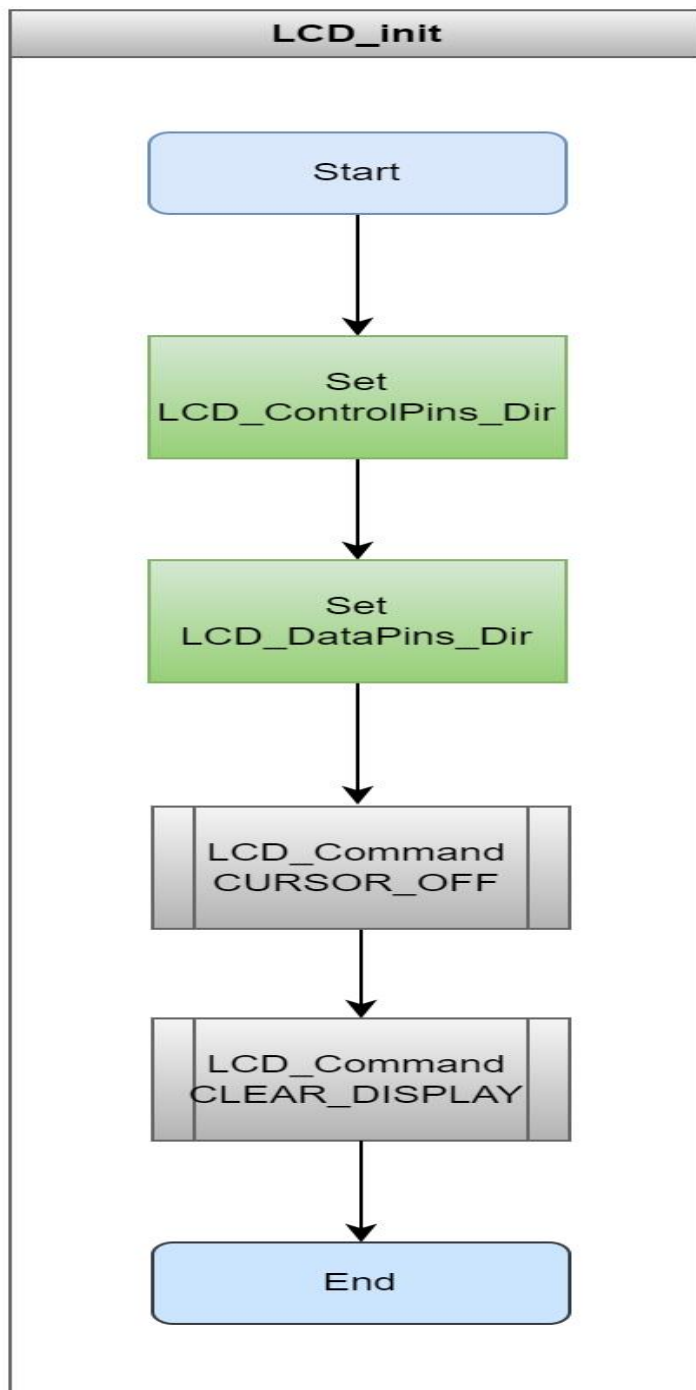 LCD_init
Start
Set
LCD_ControlPins_Dir
Set
LCD_DataPins_Dir
LCD_Command
CURSOR_OFF
LCD_Command
CLEAR_DISPLAY
End